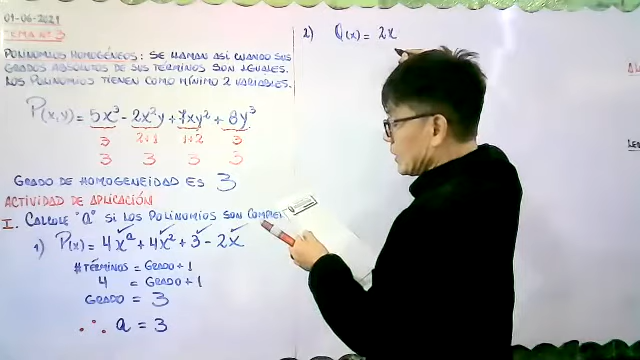 09-06-2021
TEMA Nº 3
POLINOMIOS HOMOGÉNEOS: SE LLAMAN ASÍ CUANDO SUS
GRADOS ABSOLUTOS DE SUS TÉRMINOS SON IGUALES.
LOS POLINOMIOS TIENEN COMO MÍNIMO 2 VARIABLES.
P(x,y) = 5x³ - 2x²y + 7xy² + 8y³
3 2+1 1+2 3
3 3 3 3
GRADO DE HOMOGENEIDAD ES 3
ACTIVIDAD DE APLICACIÓN
I. CALCULE "a" SI LOS POLINOMIOS SON
1) P(x) = 4xᵃ + 4x² + 3 - 2x
#TÉRMINOS = GRADO + 1
4 = GRADO + 1
GRADO = 3
∴ a = 3
2) Q(x) = 2x